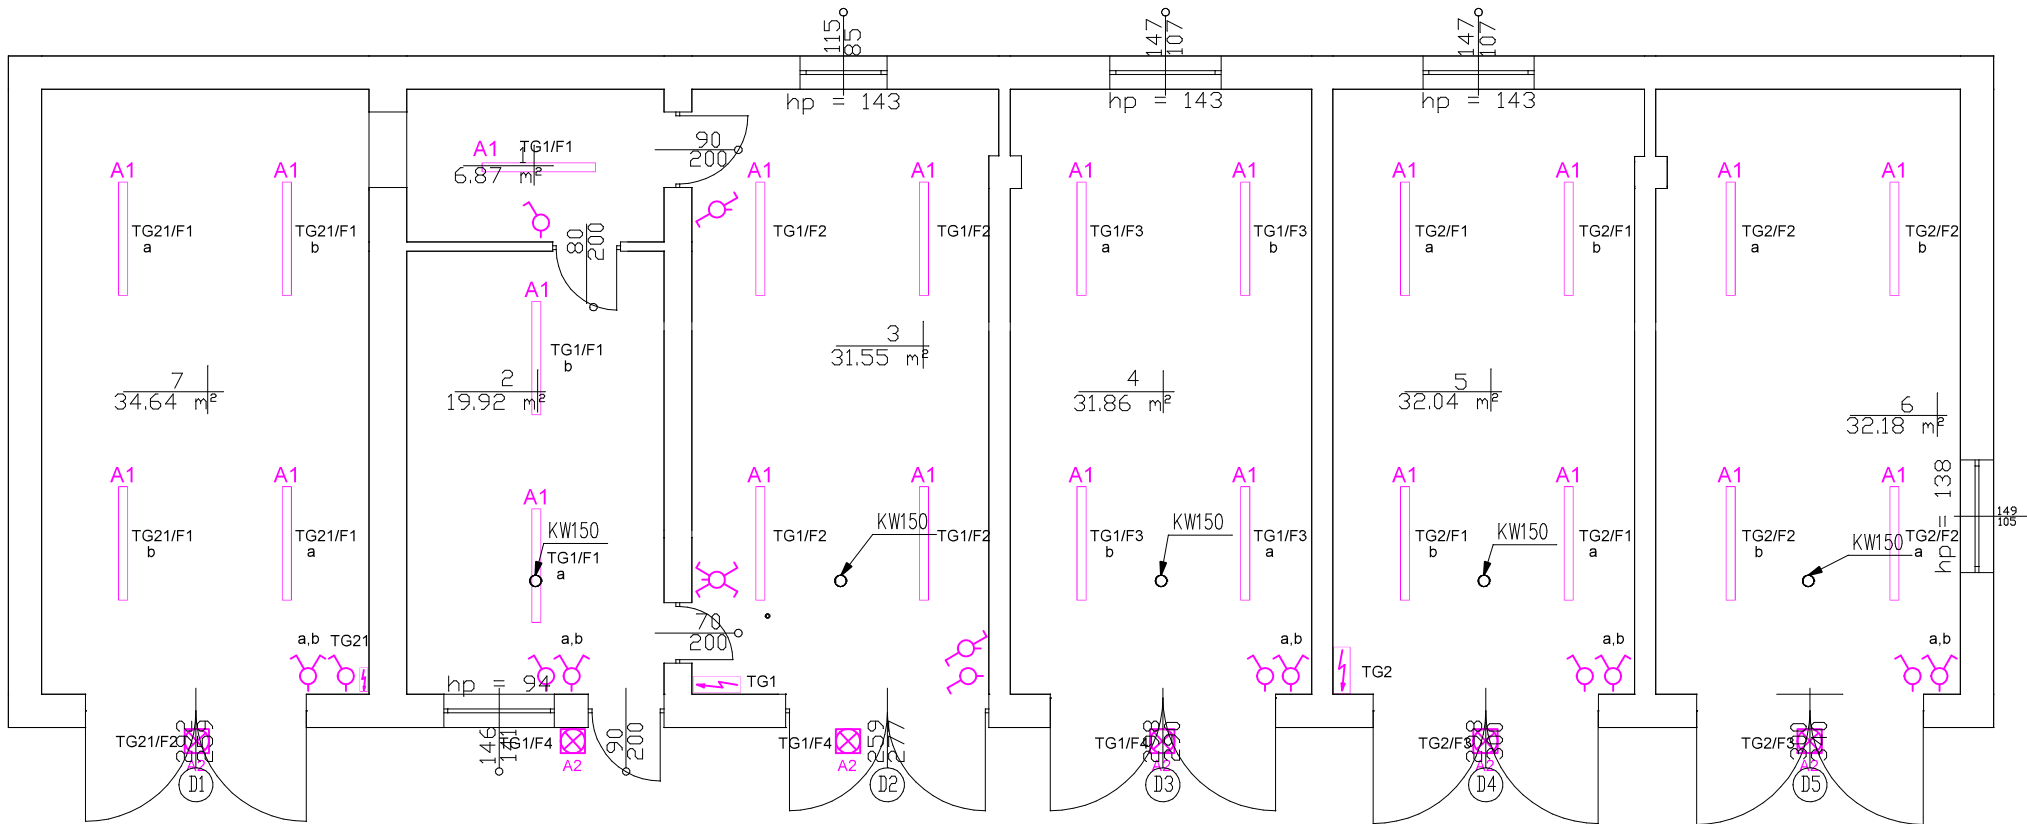 115
85
147
107
147
107
hp = 143
hp = 143
hp = 143
A1
A1
A1
1
TG1/F1
6.87 m²
90
200
A1
A1
A1
A1
A1
A1
A1
A1
TG21/F1
a
TG21/F1
b
80
200
TG1/F2
TG1/F2
TG1/F3
a
TG1/F3
b
TG2/F1
a
TG2/F1
b
TG2/F2
a
TG2/F2
b
A1
TG1/F1
b
3
31.55 m²
7
34.64 m²
2
19.92 m²
4
31.86 m²
5
32.04 m²
6
32.18 m²
hp = 138
149
105
A1
A1
A1
A1
A1
A1
A1
A1
A1
A1
A1
TG21/F1
b
TG21/F1
a
KW150
TG1/F1
a
TG1/F2
KW150
TG1/F2
TG1/F3
b
KW150
TG1/F3
a
TG2/F1
b
KW150
TG2/F1
a
TG2/F2
b
KW150
TG2/F2
a
70
200
a,b
TG21
a,b
a,b
a,b
a,b
hp = 94
TG1
TG2
TG21/F2
146
141
TG1/F4
A2
90
200
TG1/F4
A2
259
277
TG1/F4
A2
TG2/F3
A2
TG2/F3
A2
A2
D1
D2
D3
D4
D5